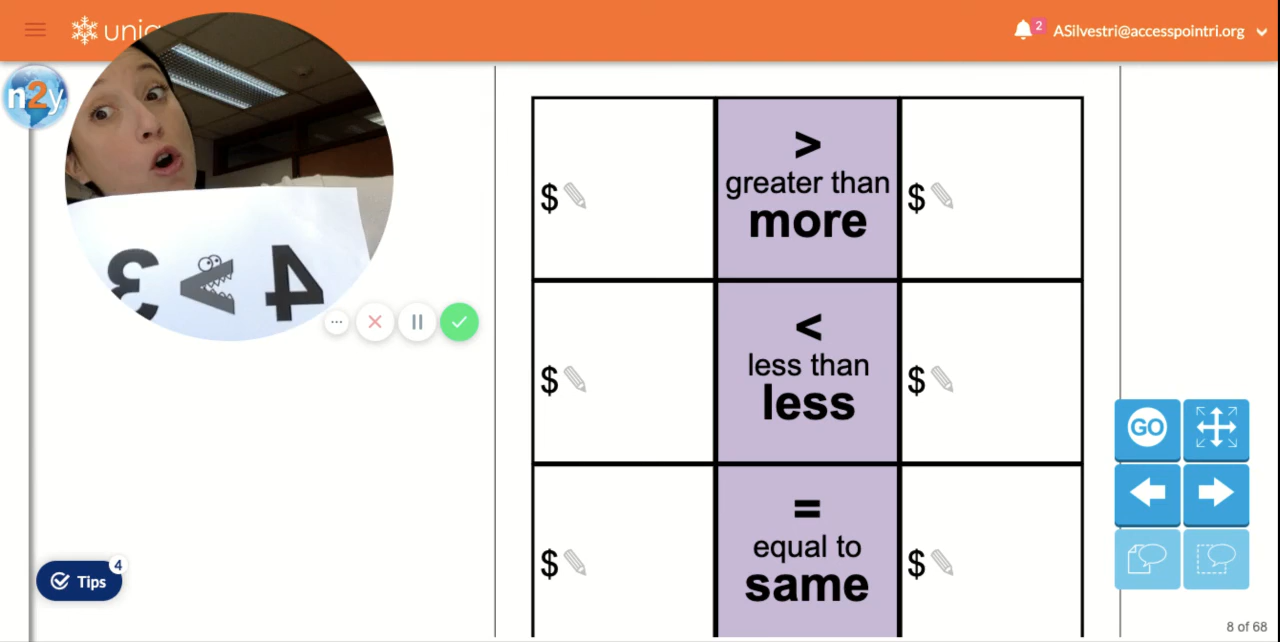 uniq
2
ASilvestri@accesspointri.org
n2y
3 < 4
$
>
greater than
more
$
$
<
less than
less
$
$
=
equal to
same
$
GO
Tips
4
8 of 68